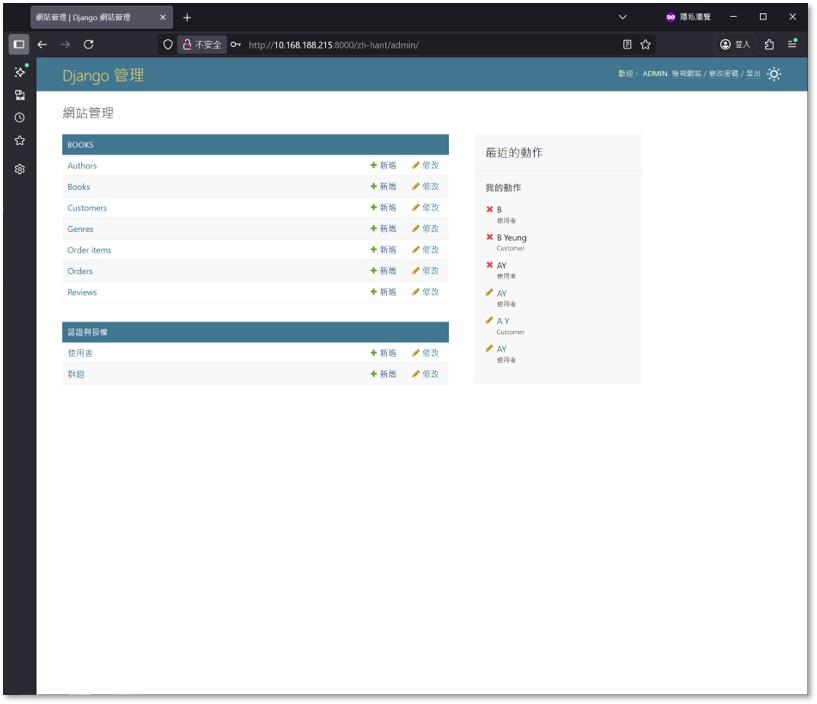 網站管理 | Django 網站管理
隱私瀏覽
不安全
http://10.168.188.215:8000/zh-hant/admin/
登入
Django 管理
歡迎， ADMIN. 檢視網站 / 修改密碼 / 登出
網站管理
BOOKS
Authors 新增 修改
Books 新增 修改
Customers 新增 修改
Genres 新增 修改
Order items 新增 修改
Orders 新增 修改
Reviews 新增 修改
認證與授權
使用者 新增 修改
群組 新增 修改
最近的動作
我的動作
B
使用者
B Yeung
Customer
AY
使用者
AY
使用者
A Y
Customer
AY
使用者